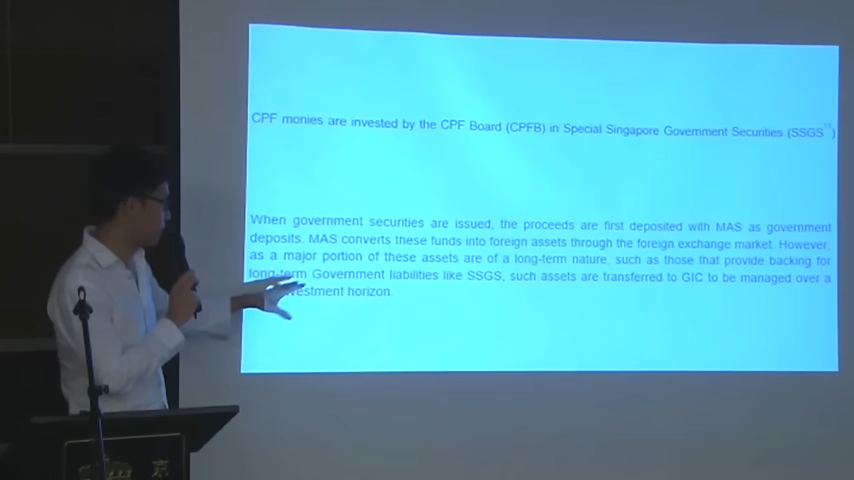 CPF monies are invested by the CPF Board (CPFB) in Special Singapore Government Securities (SSGS )
When government securities are issued, the proceeds are first deposited with MAS as government
deposits. MAS converts these funds into foreign assets through the foreign exchange market. However,
as a major portion of these assets are of a long-term nature, such as those that provide backing for
long-term Government liabilities like SSGS, such assets are transferred to GIC to be managed over a
investment horizon.
京